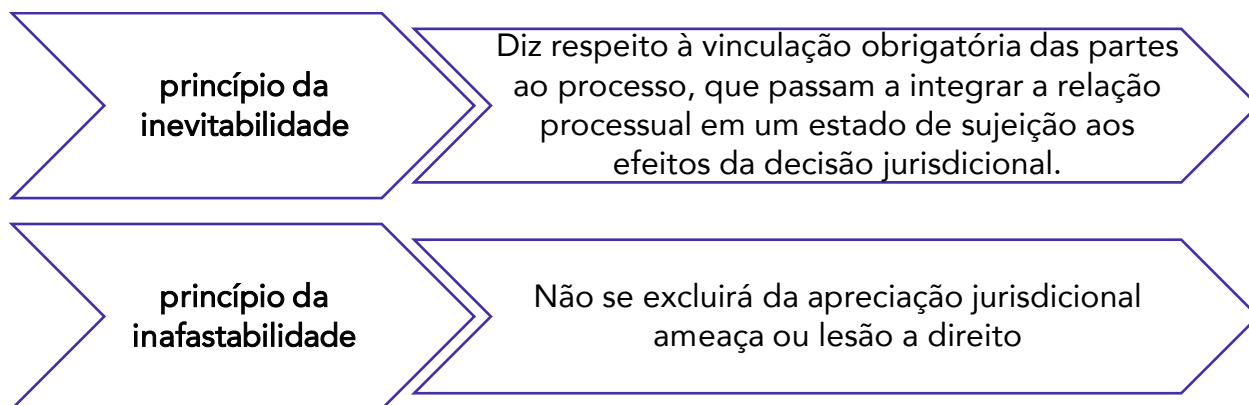 princípio da
inevitabilidade
Diz respeito à vinculação obrigatória das partes
ao processo, que passam a integrar a relação
processual em um estado de sujeição aos
efeitos da decisão jurisdicional.
princípio da
inafastabilidade
Não se excluirá da apreciação jurisdicional
ameaça ou lesão a direito